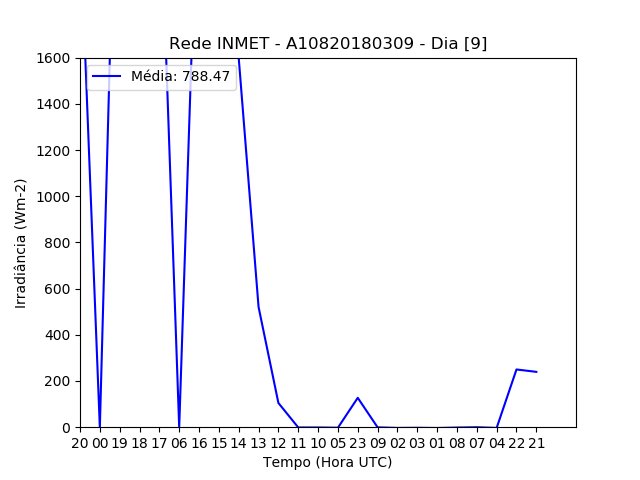 Rede INMET - A10820180309 - Dia [9]
Média: 788.47
Irradiância (Wm-2)
1600
1400
1200
1000
800
600
400
200
0
20 00 19 18 17 06 16 15 14 13 12 11 10 05 23 09 02 03 01 08 07 04 22 21
Tempo (Hora UTC)